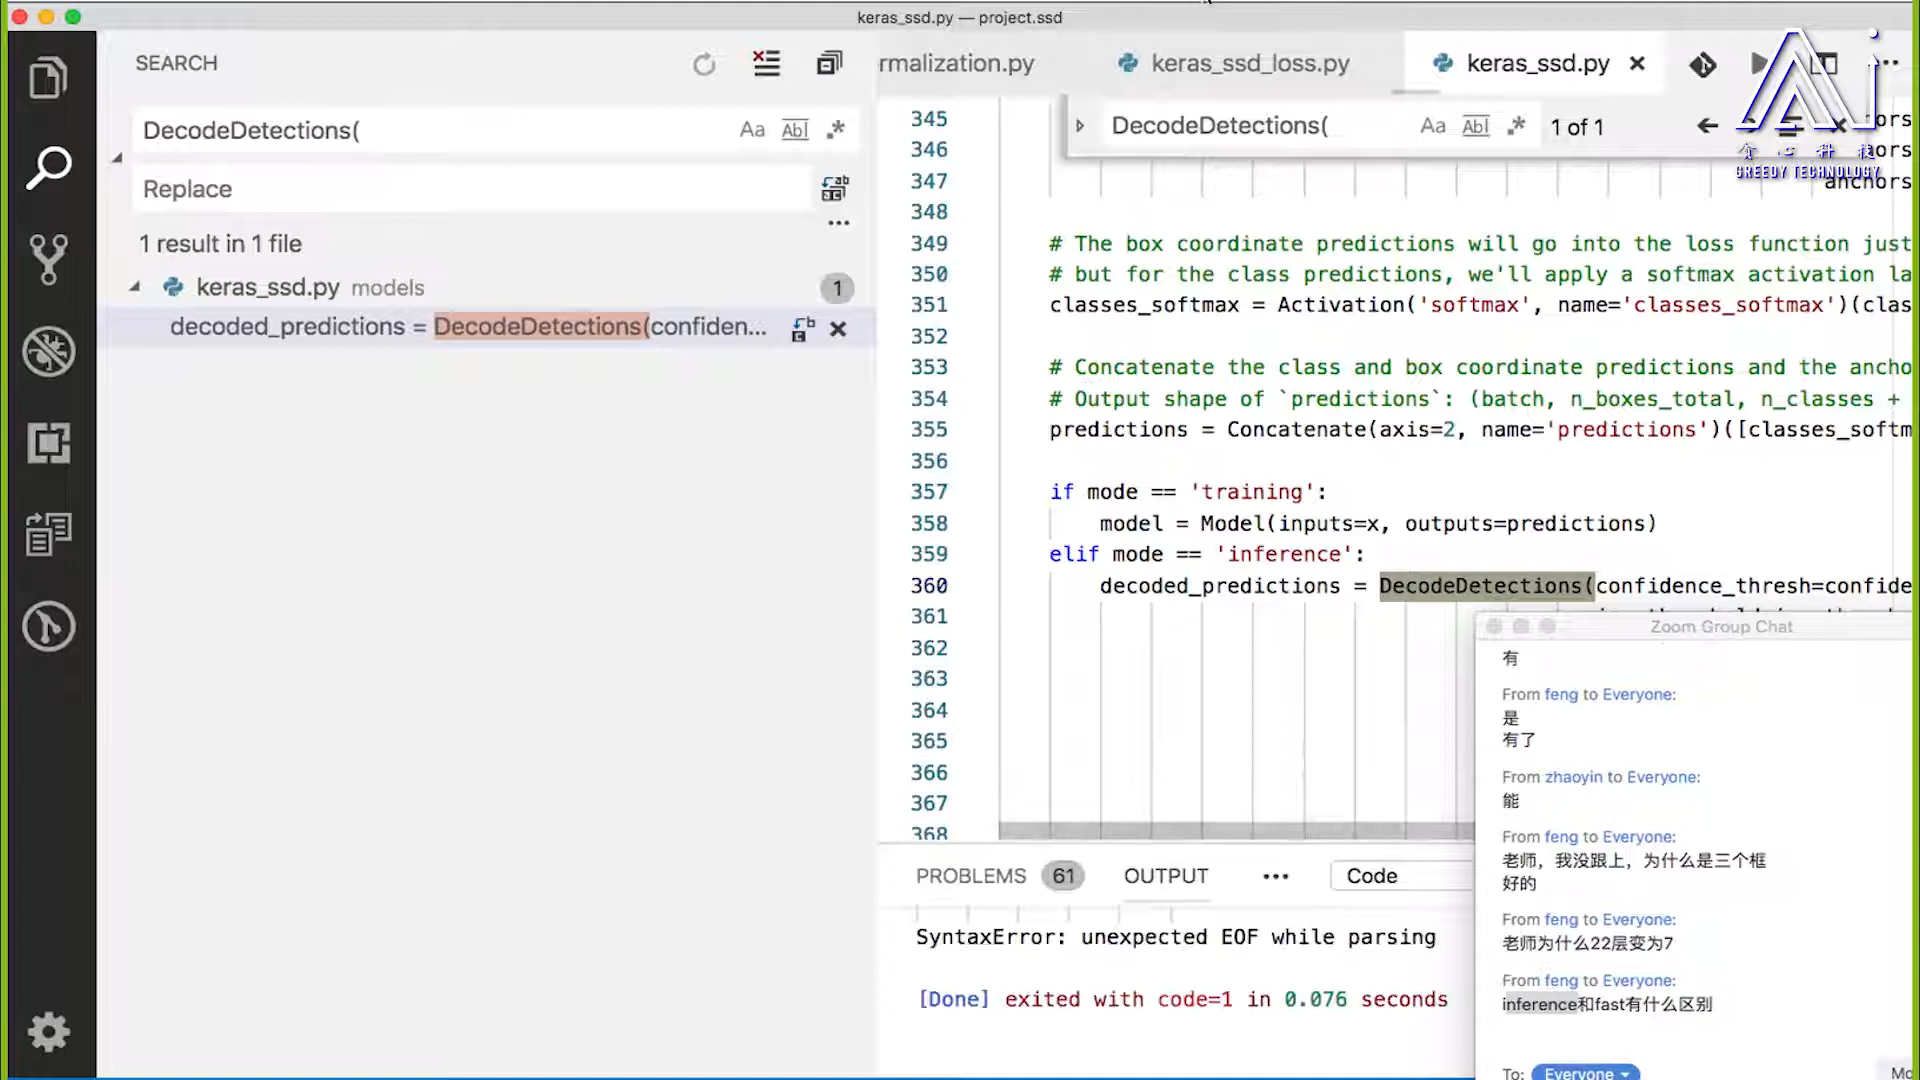 keras_ssd.py — project.ssd
SEARCH
DecodeDetections(
Aa Abl .*
Replace
1 result in 1 file
keras_ssd.py models
1
decoded_predictions = DecodeDetections(confiden...
rmalization.py
keras_ssd_loss.py
keras_ssd.py
DecodeDetections(
Aa Abl .*
1 of 1
贪心科技
GREEDY TECHNOLOGY
345 ors
346 ors
347 anchors
348
349 # The box coordinate predictions will go into the loss function just
350 # but for the class predictions, we'll apply a softmax activation la
351 classes_softmax = Activation('softmax', name='classes_softmax')(clas
352
353 # Concatenate the class and box coordinate predictions and the ancho
354 # Output shape of `predictions`: (batch, n_boxes_total, n_classes +
355 predictions = Concatenate(axis=2, name='predictions')([classes_softm
356
357 if mode == 'training':
358 model = Model(inputs=x, outputs=predictions)
359 elif mode == 'inference':
360 decoded_predictions = DecodeDetections(confidence_thresh=confide
361
362
363
364
365
366
367
368
PROBLEMS 61 OUTPUT ••• Code
SyntaxError: unexpected EOF while parsing
[Done] exited with code=1 in 0.076 seconds
Zoom Group Chat
有
From feng to Everyone:
是
有了
From zhaoyin to Everyone:
能
From feng to Everyone:
老师，我没跟上，为什么是三个框
好的
From feng to Everyone:
老师为什么22层变为7
From feng to Everyone:
inference和fast有什么区别
To: Everyone